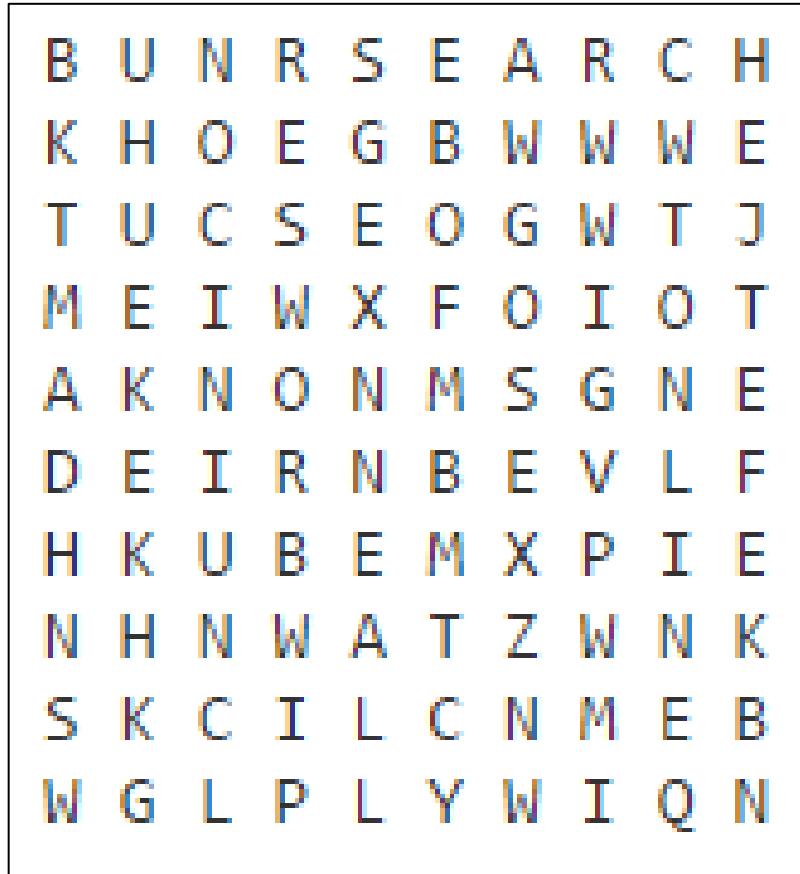 B U N R S E A R C H
K H O E G B W W W E
T U C S E O G W T J
M E I W X F O I O T
A K N O N M S G N E
D E I R N B E V L F
H K U B E M X P I E
N H N W A T Z W N K
S K C I L C N M E B
W G L P L Y W I Q N